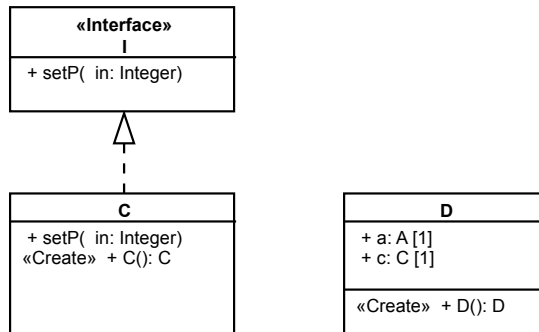 «Interface»
I
+ setP(  in: Integer)
C
+ setP(  in: Integer)
«Create»  + C(): C
D
+ a: A [1]
+ c: C [1]
«Create»  + D(): D